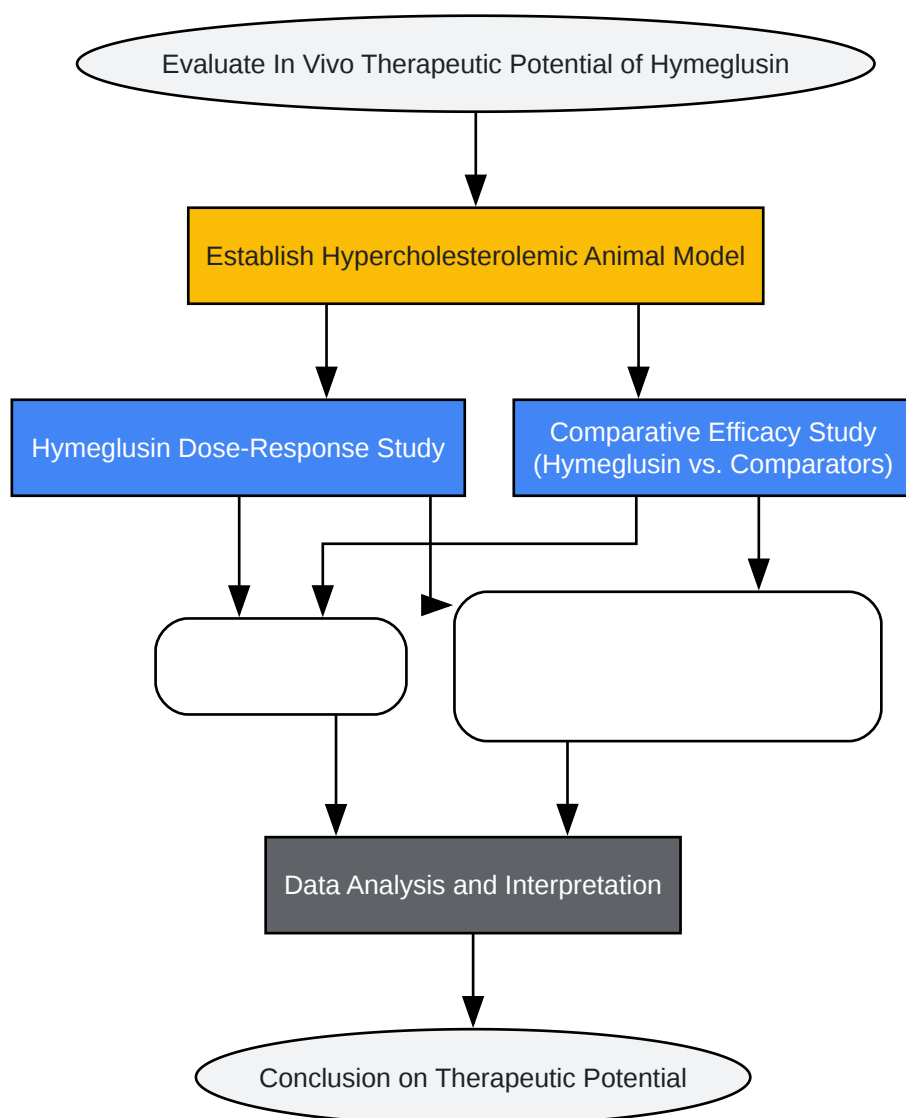 Evaluate In Vivo Therapeutic Potential of Hymeglusin
Establish Hypercholesterolemic Animal Model
Hymeglusin Dose-Response Study
Comparative Efficacy Study
(Hymeglusin vs. Comparators)
Data Analysis and Interpretation
Conclusion on Therapeutic Potential